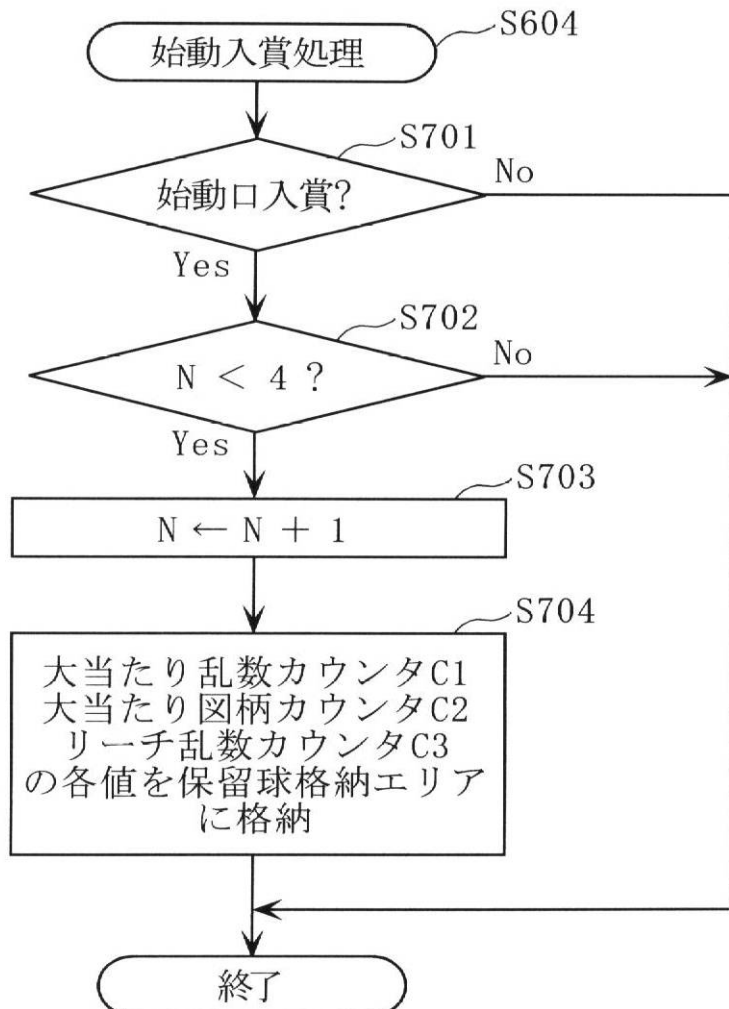 始動入賞処理
S604
S701
始動口入賞?
No
Yes
S702
N < 4 ?
No
Yes
S703
N ← N + 1
S704
大当たり乱数カウンタC1
大当たり図柄カウンタC2
リーチ乱数カウンタC3
の各値を保留球格納エリア
に格納
終了